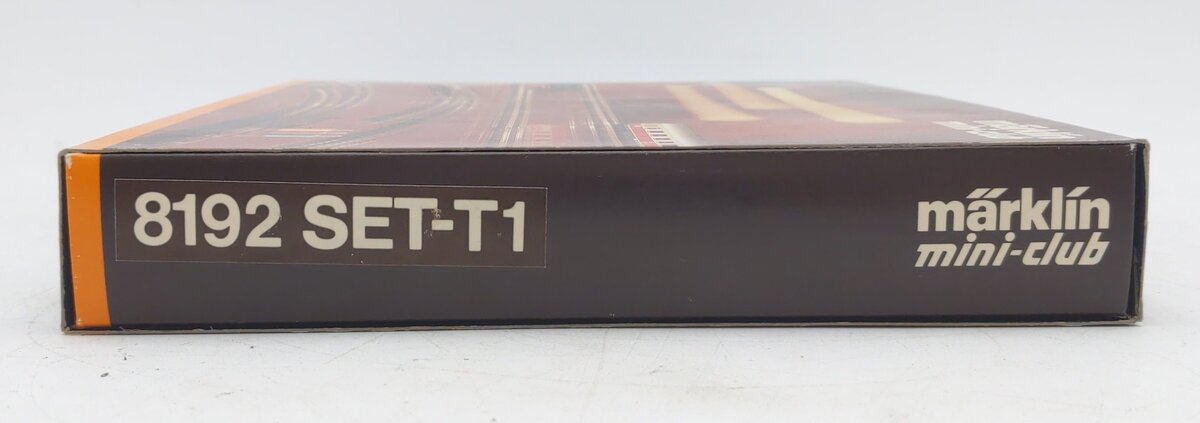 8192 SET-T1
märklin
mini-club